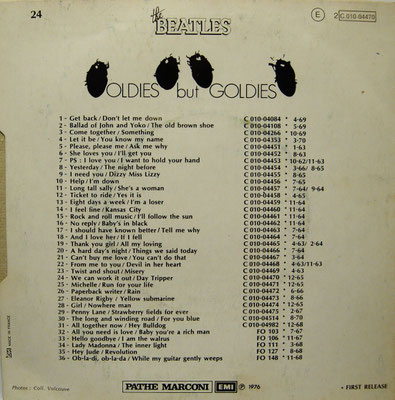 24
the BEATLES
E 2 C.010-04470
OLDIES but GOLDIES
1 - Get back / Don't let me down C 010-04084 * 4-69
2 - Ballad of John and Yoko / The old brown shoe C 010-04108 * 5-69
3 - Come together / Something C 010-04266 * 10-69
4 - Let it be / You know my name C 010-04353 * 3-70
5 - Please, please me / Ask me why C 010-04451 * 1-63
6 - She loves you / I'll get you C 010-04452 * 8-63
7 - PS : I love you / I want to hold your hand C 010-04453 * 10-62/11-63
8 - Yesterday / The night before C 010-04454 * 3-66/ 8-65
9 - I need you / Dizzy Miss Lizzy C 010-04455 * 8-65
10 - Help / I'm down C 010-04456 * 7-65
11 - Long tall sally / She's a woman C 010-04457 * 7-64/ 9-64
12 - Ticket to ride / Yes it is C 010-04458 * 4-65
13 - Eight days a week / I'm a loser C 010-04459 * 11-64
14 - I feel fine / Kansas City C 010-04460 * 11-64
15 - Rock and roll music / I'll follow the sun C 010-04461 * 11-64
16 - No reply / Baby's in black C 010-04462 * 11-64
17 - I should have known better / Tell me why C 010-04463 * 7-64
18 - And I love her / If I fell C 010-04464 * 7-64
19 - Thank you girl / All my loving C 010-04465 * 4-63/ 2-64
20 - A hard day's night / Things we said today C 010-04466 * 7-64
21 - Can't buy me love / You can't do that C 010-04467 * 3-64
22 - From me to you / Devil in her heart C 010-04468 * 4-63/11-63
23 - Twist and shout / Misery C 010-04469 * 4-63
24 - We can work it out / Day Tripper C 010-04470 * 12-65
25 - Michelle / Run for your life C 010-04471 * 12-65
26 - Paperback writer / Rain C 010-04472 * 6-66
27 - Eleanor Rigby / Yellow submarine C 010-04473 * 8-66
28 - Girl / Nowhere man C 010-04474 * 12-65
29 - Penny Lane / Strawberry fields for ever C 010-04475 * 2-67
30 - The long and winding road / For you blue C 010-04514 * 8-70
31 - All together now / Hey Bulldog C 010-04982 * 12-68
32 - All you need is love / Baby you're a rich man FO 103 * 7-67
33 - Hello goodbye / I am the walrus FO 106 * 11-67
34 - Lady Madonna / The inner light FO 111 * 3-68
35 - Hey Jude / Revolution FO 127 * 8-68
36 - Ob-la-di, ob-la-da / While my guitar gently weeps FO 148 * 11-68
MADE IN FRANCE
Photos : Coll. Voliotaux
PATHE MARCONI EMI ℗ 1976
* FIRST RELEASE